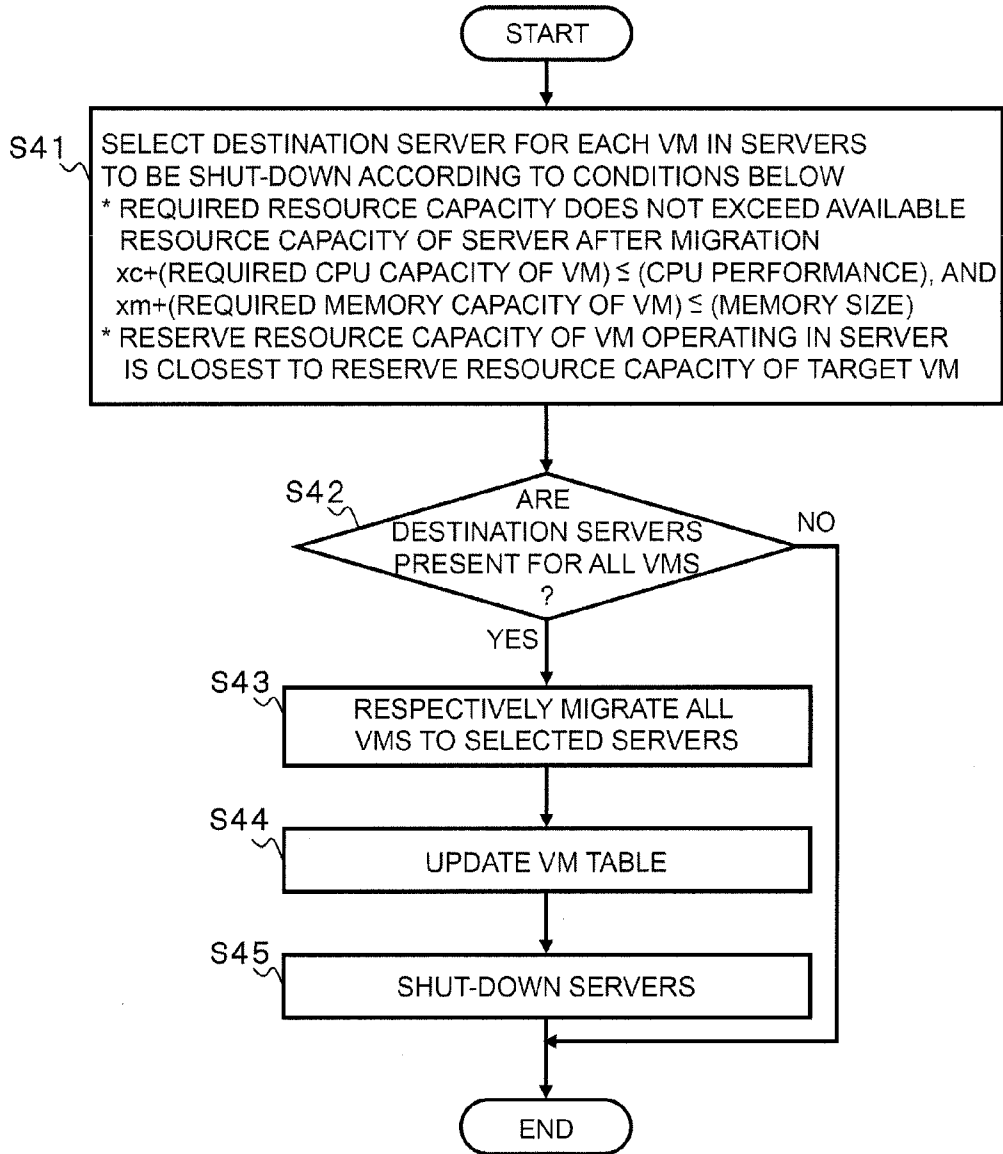 START
S41
SELECT DESTINATION SERVER FOR EACH VM IN SERVERS
TO BE SHUT-DOWN ACCORDING TO CONDITIONS BELOW
* REQUIRED RESOURCE CAPACITY DOES NOT EXCEED AVAILABLE
RESOURCE CAPACITY OF SERVER AFTER MIGRATION
xc+(REQUIRED CPU CAPACITY OF VM) ≤ (CPU PERFORMANCE), AND
xm+(REQUIRED MEMORY CAPACITY OF VM) ≤ (MEMORY SIZE)
* RESERVE RESOURCE CAPACITY OF VM OPERATING IN SERVER
IS CLOSEST TO RESERVE RESOURCE CAPACITY OF TARGET VM
S42
ARE
DESTINATION SERVERS
PRESENT FOR ALL VMS
?
NO
YES
S43
RESPECTIVELY MIGRATE ALL
VMS TO SELECTED SERVERS
S44
UPDATE VM TABLE
S45
SHUT-DOWN SERVERS
END